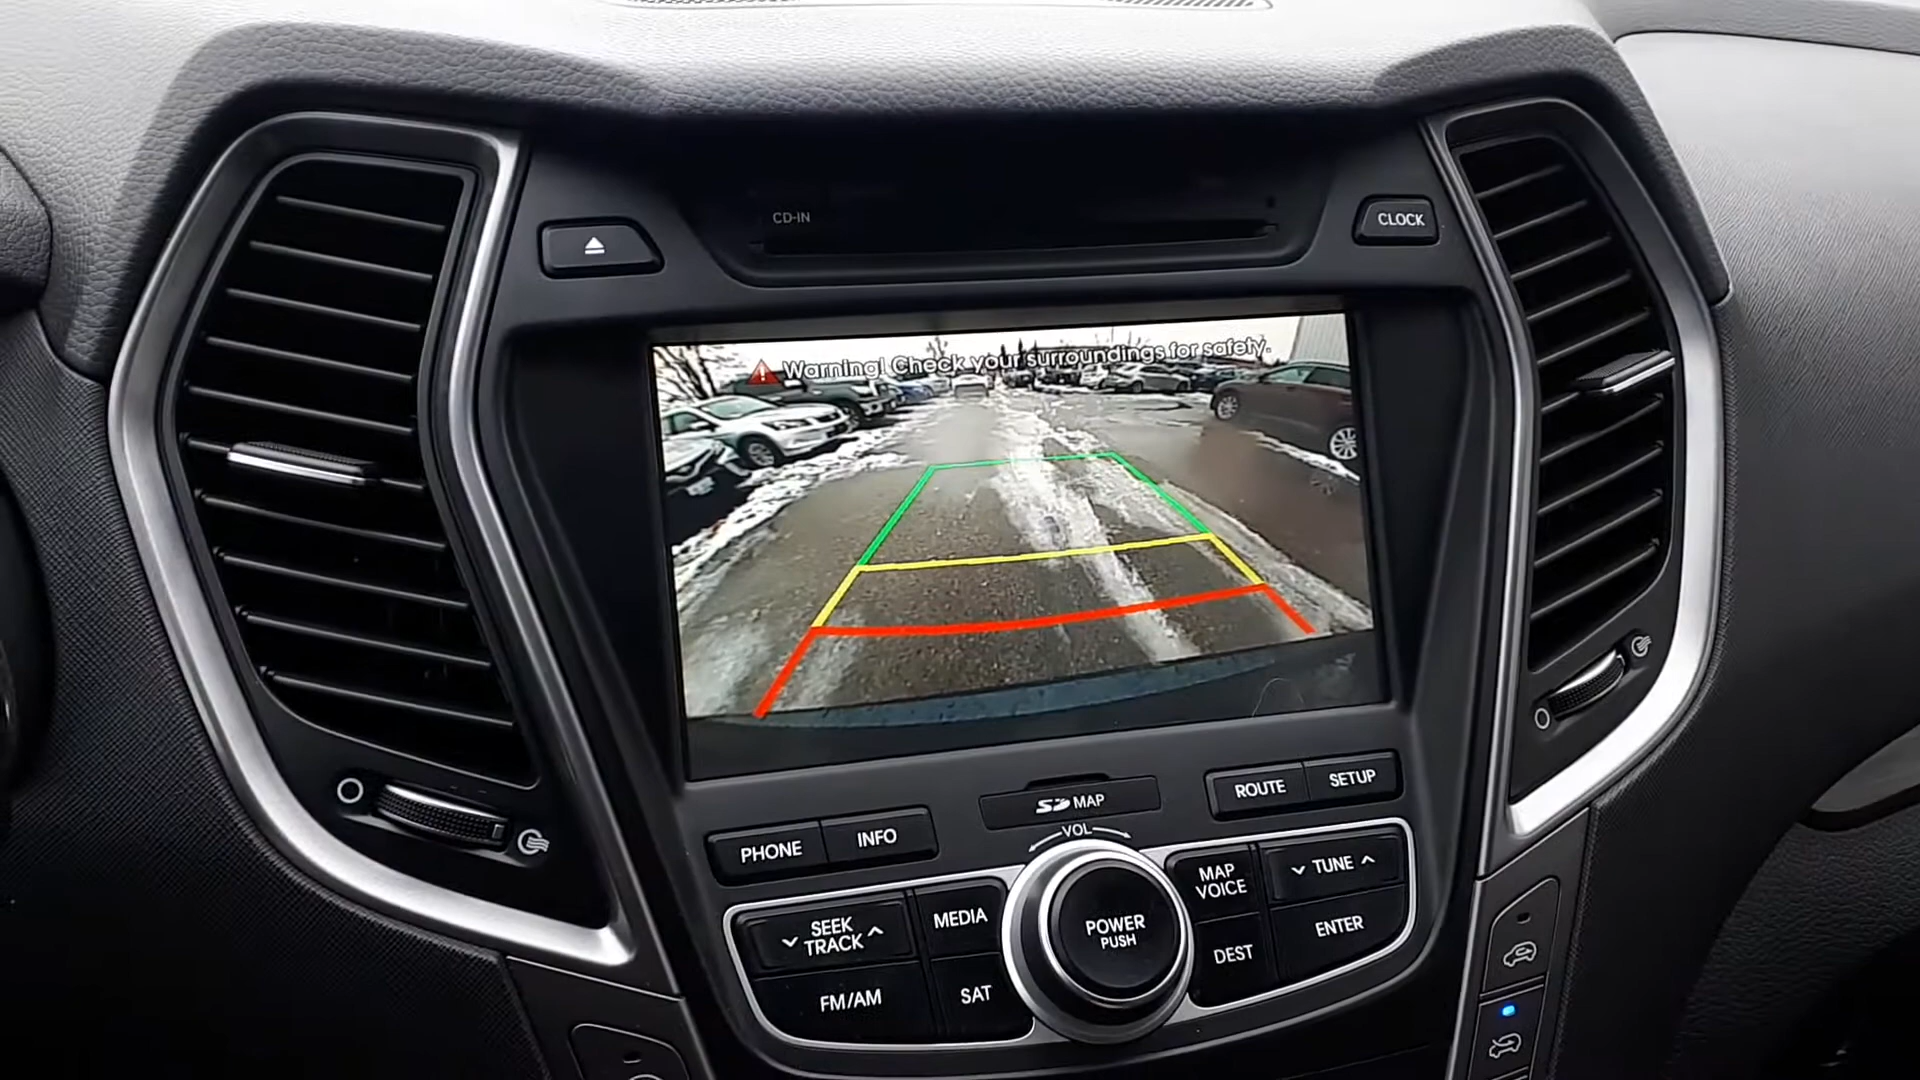 CD-IN
CLOCK
Warning! Check your surroundings for safety.
SD MAP
ROUTE
SETUP
PHONE
INFO
VOL
MAP
VOICE
TUNE
SEEK
TRACK
MEDIA
POWER
PUSH
ENTER
DEST
FM/AM
SAT